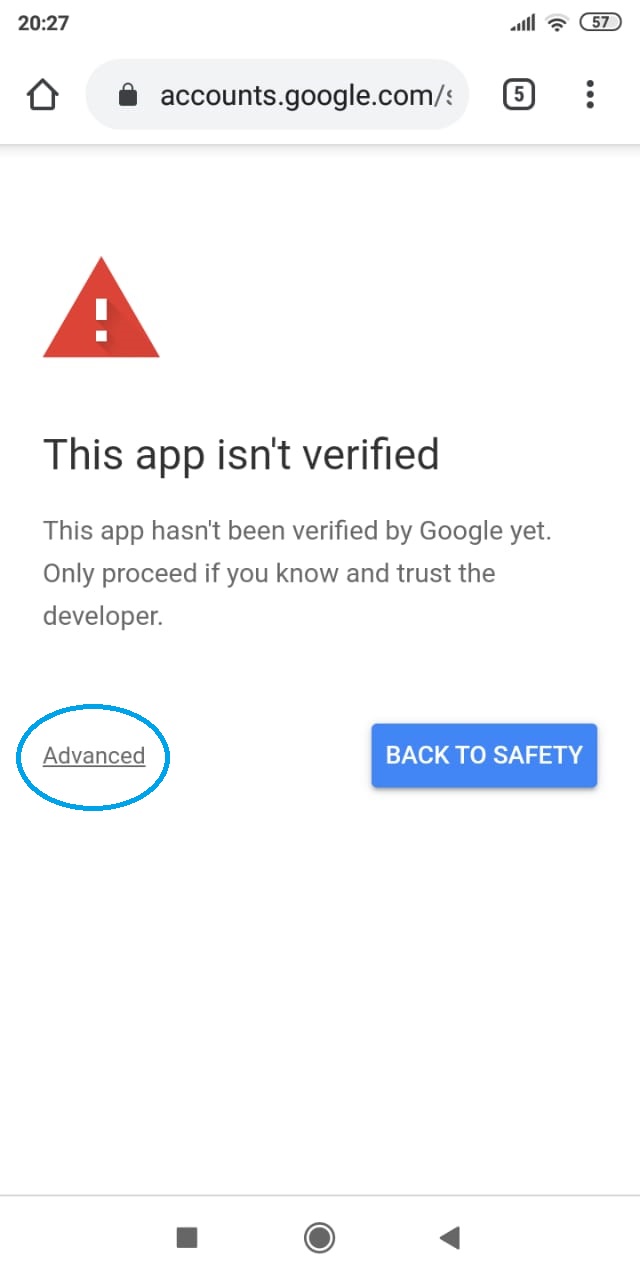 20:27
57
accounts.google.com/
5
This app isn't verified
This app hasn't been verified by Google yet.
Only proceed if you know and trust the
developer.
Advanced
BACK TO SAFETY